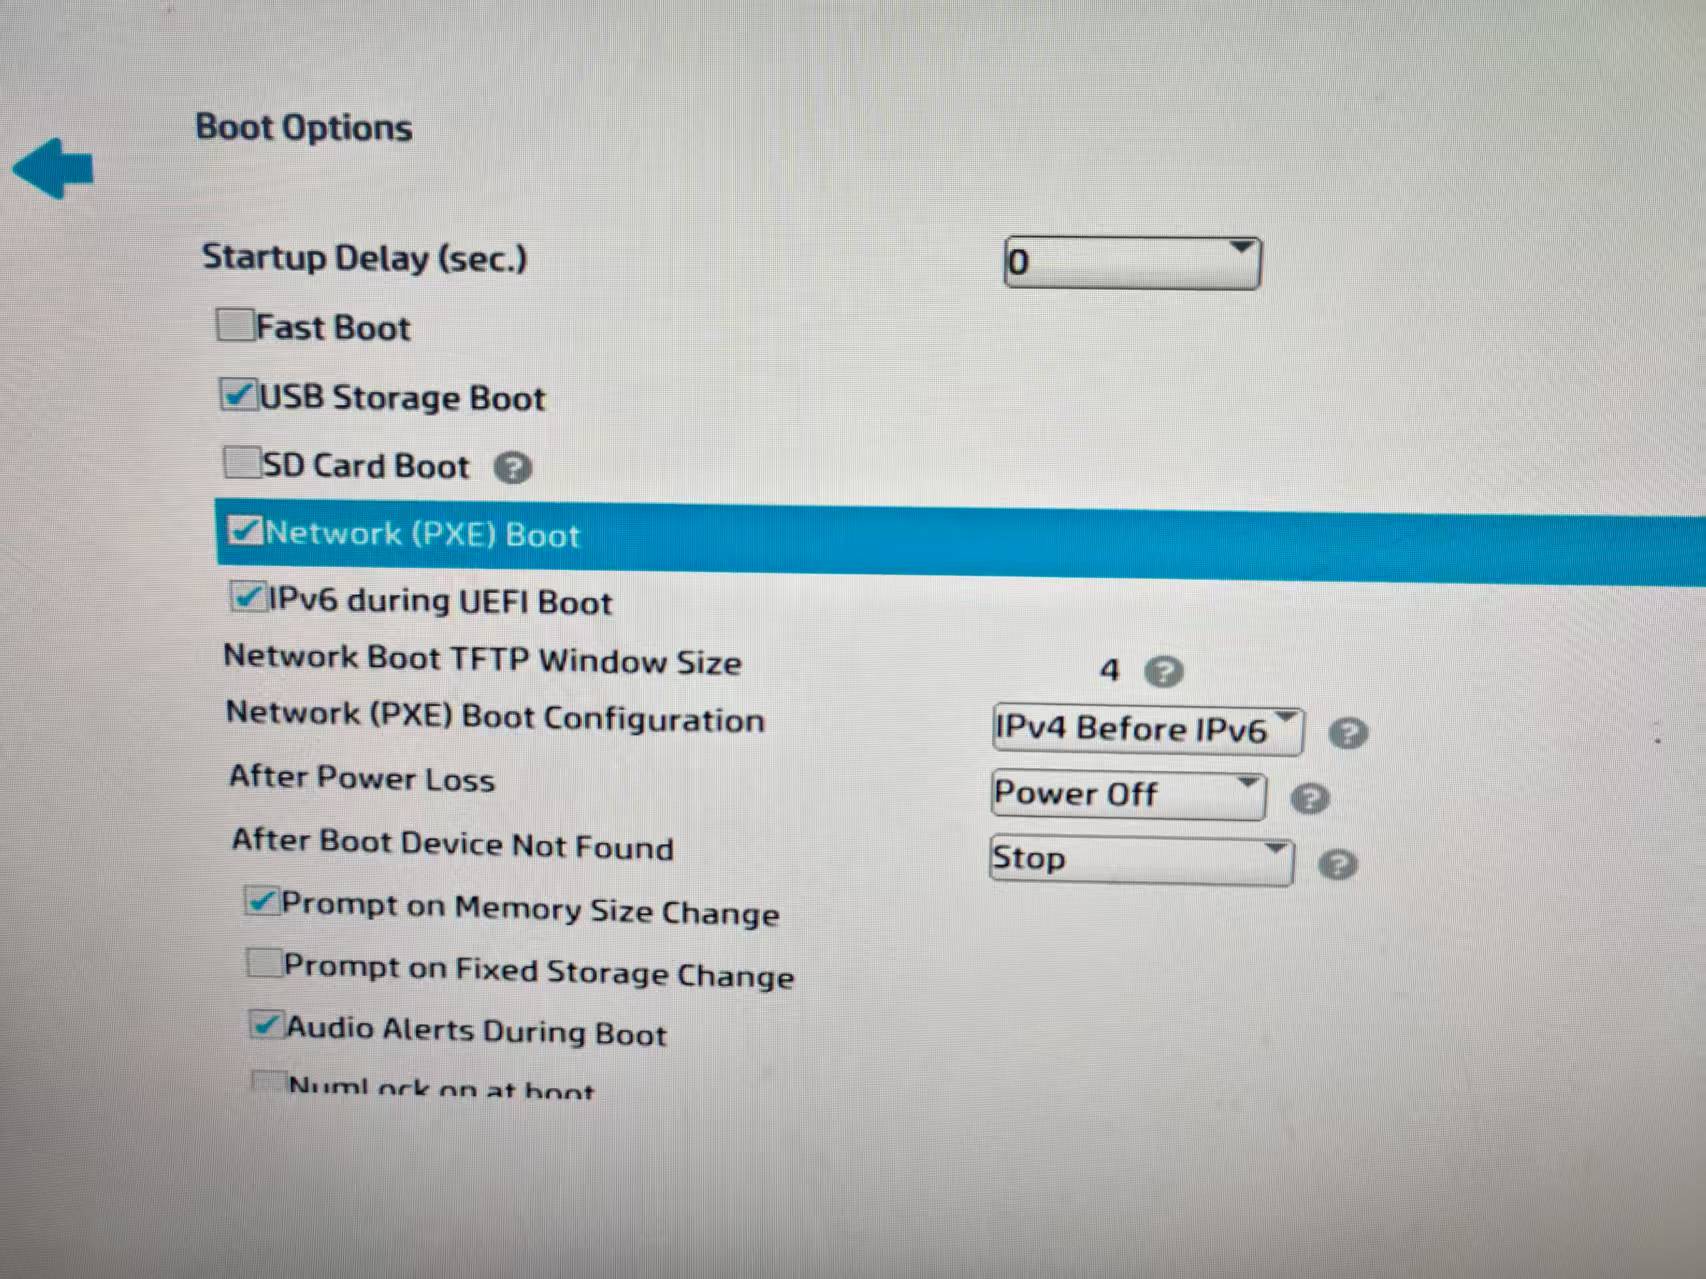 Boot Options
Startup Delay (sec.) 0
Fast Boot
USB Storage Boot
SD Card Boot ?
Network (PXE) Boot
IPv6 during UEFI Boot
Network Boot TFTP Window Size 4 ?
Network (PXE) Boot Configuration IPv4 Before IPv6 ?
After Power Loss Power Off ?
After Boot Device Not Found Stop ?
Prompt on Memory Size Change
Prompt on Fixed Storage Change
Audio Alerts During Boot
NumLock on at boot